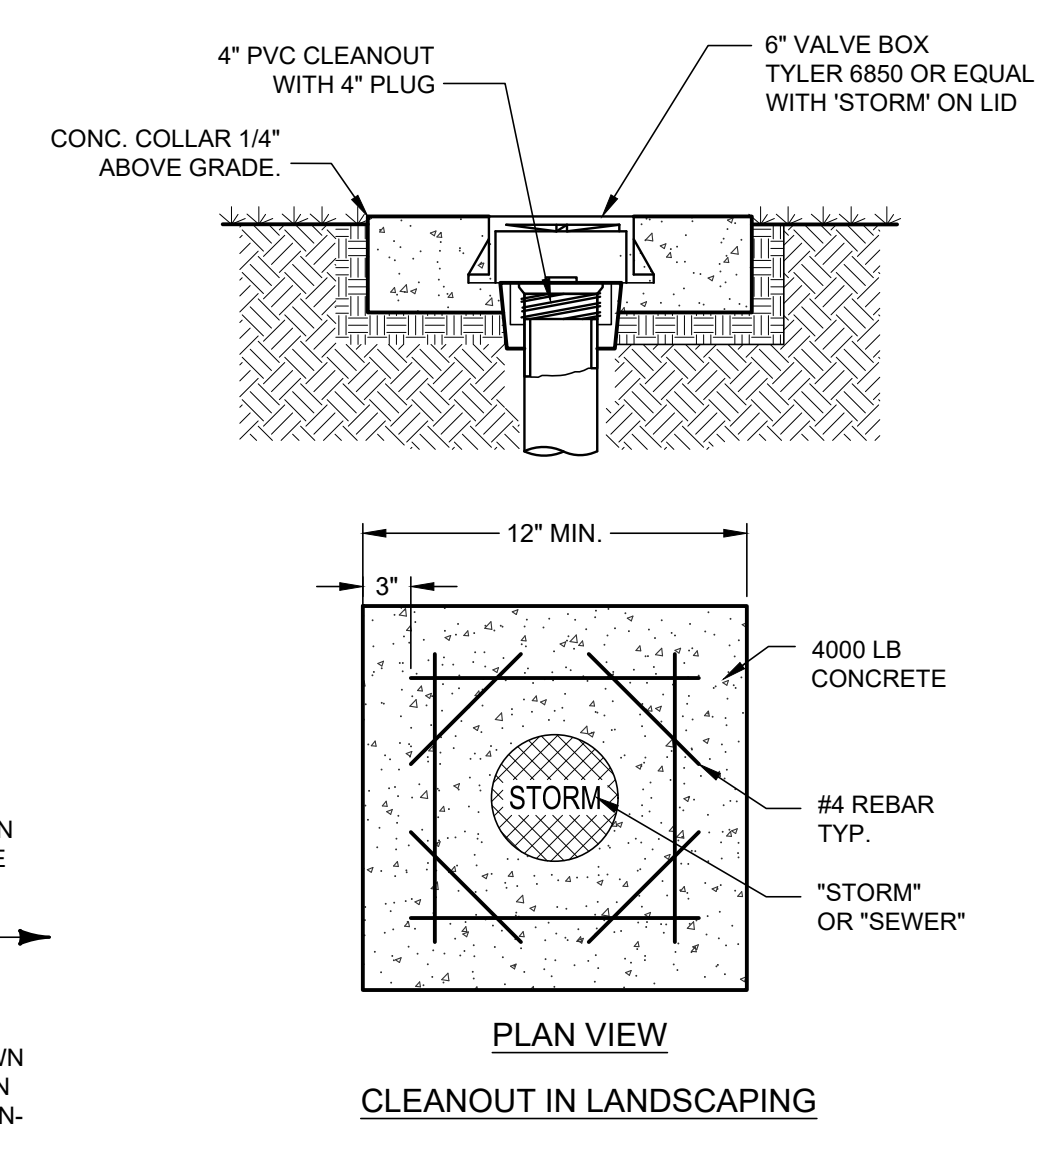 4" PVC CLEANOUT
WITH 4" PLUG
6" VALVE BOX
TYLER 6850 OR EQUAL
WITH 'STORM' ON LID
CONC. COLLAR 1/4"
ABOVE GRADE.
12" MIN.
3"
4000 LB
CONCRETE
STORM
#4 REBAR
TYP.
"STORM"
OR "SEWER"
PLAN VIEW
CLEANOUT IN LANDSCAPING